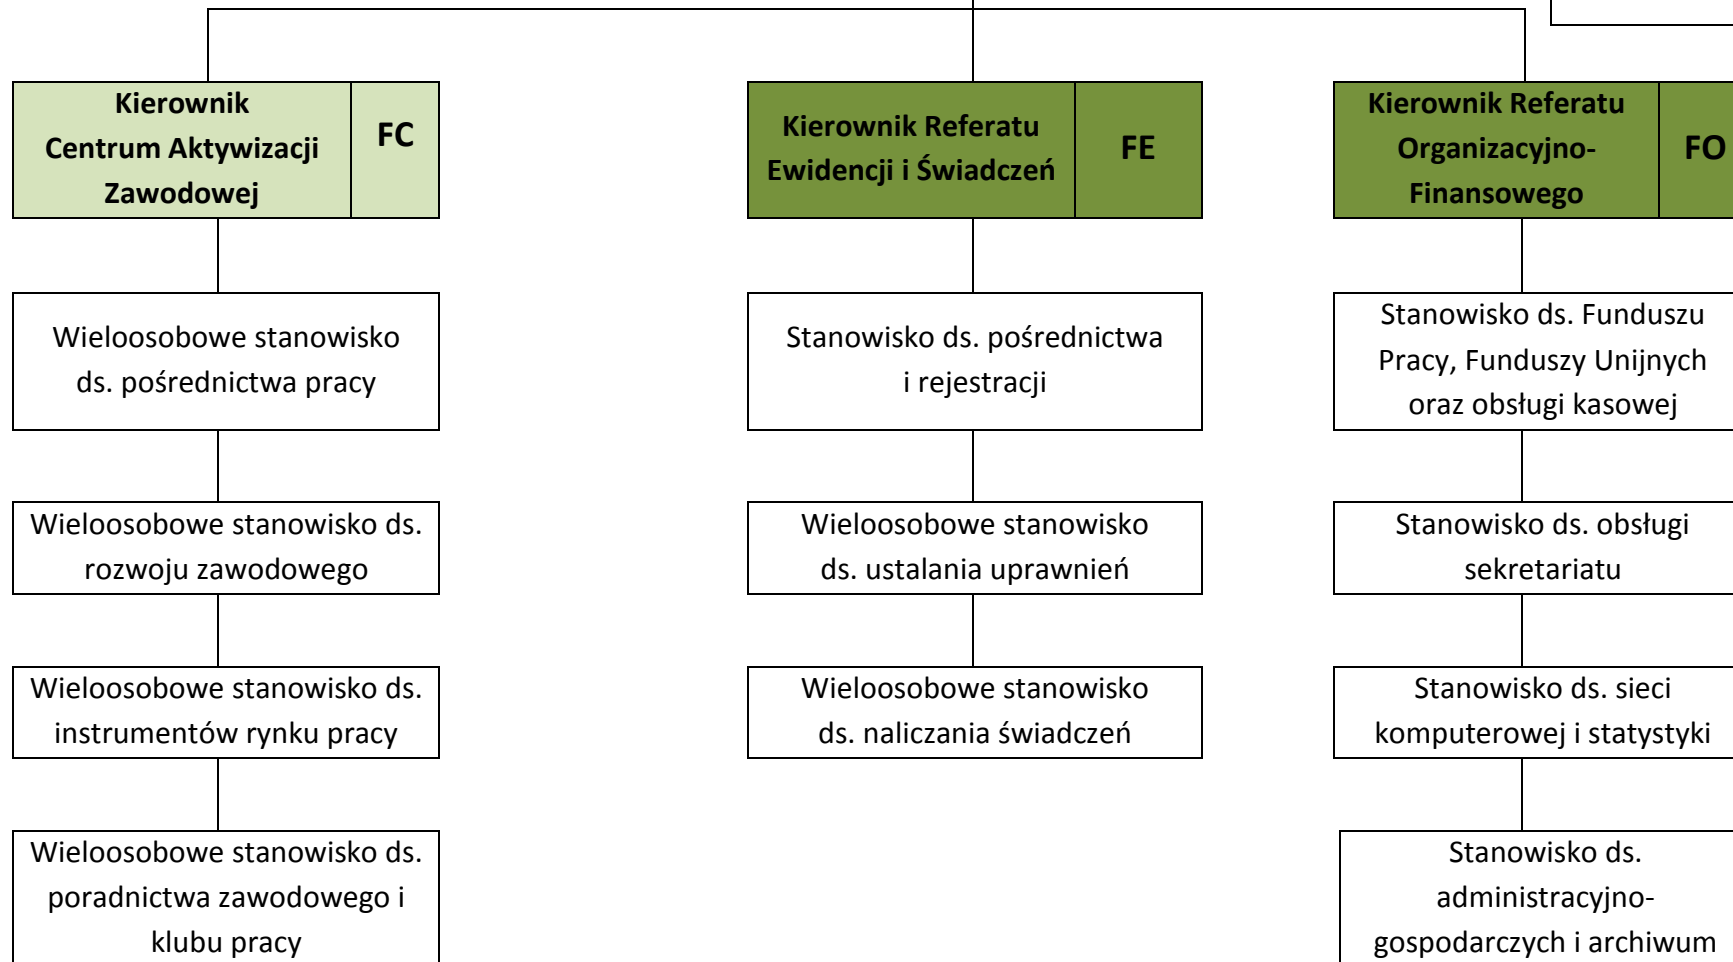 Kierownik
Centrum Aktywizacji
Zawodowej
FC
Kierownik Referatu
Ewidencji i Świadczeń
FE
Kierownik Referatu
Organizacyjno-
Finansowego
FO
Wieloosobowe stanowisko
ds. pośrednictwa pracy
Stanowisko ds. pośrednictwa
i rejestracji
Stanowisko ds. Funduszu
Pracy, Funduszy Unijnych
oraz obsługi kasowej
Wieloosobowe stanowisko ds.
rozwoju zawodowego
Wieloosobowe stanowisko
ds. ustalania uprawnień
Stanowisko ds. obsługi
sekretariatu
Wieloosobowe stanowisko ds.
instrumentów rynku pracy
Wieloosobowe stanowisko
ds. naliczania świadczeń
Stanowisko ds. sieci
komputerowej i statystyki
Wieloosobowe stanowisko ds.
poradnictwa zawodowego i
klubu pracy
Stanowisko ds.
administracyjno-
gospodarczych i archiwum